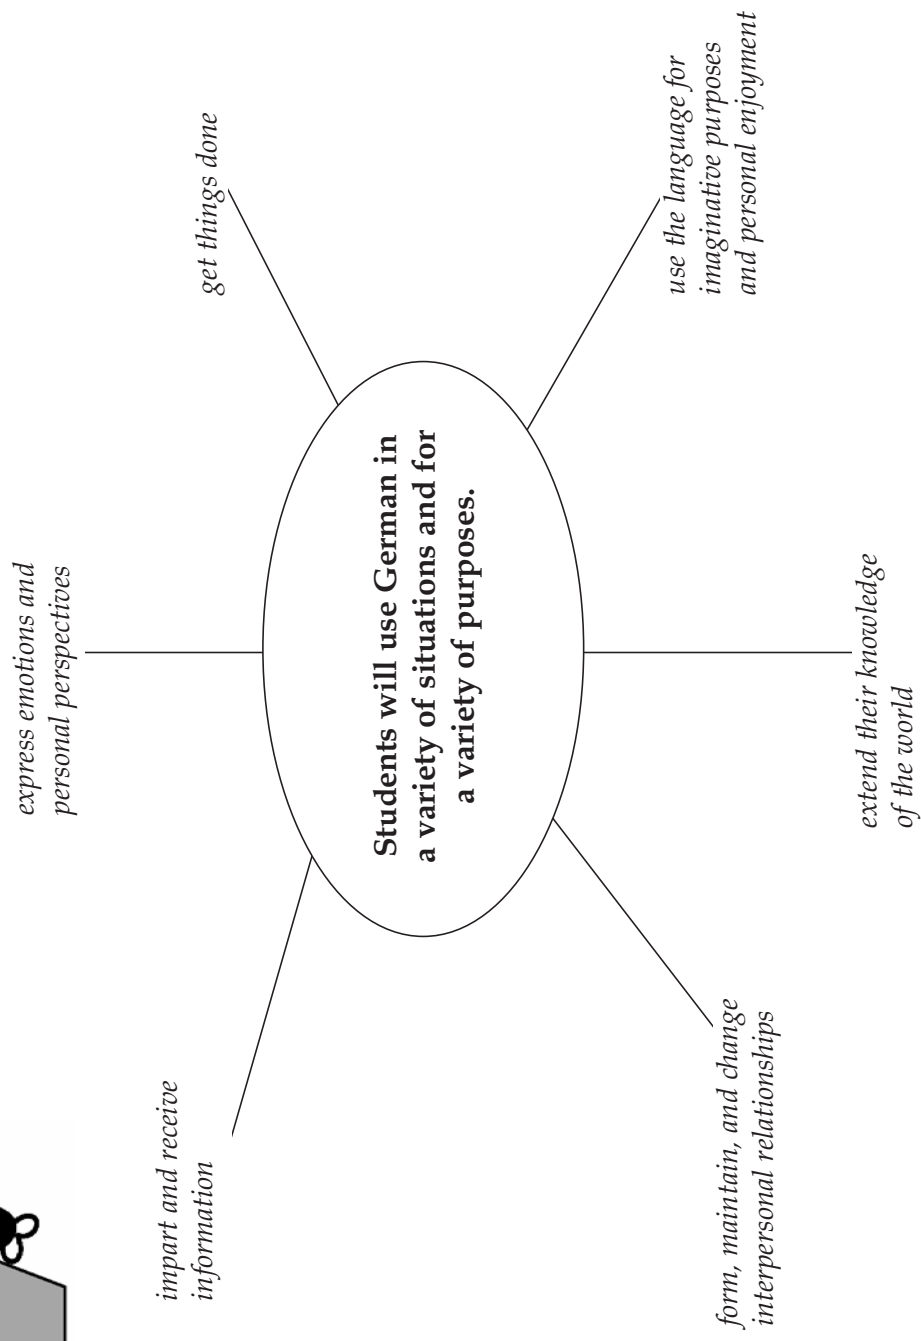 express emotions and
personal perspectives
impart and receive
information
get things done
Students will use German in
a variety of situations and for
a variety of purposes.
form, maintain, and change
interpersonal relationships
use the language for
imaginative purposes
and personal enjoyment
extend their knowledge
of the world